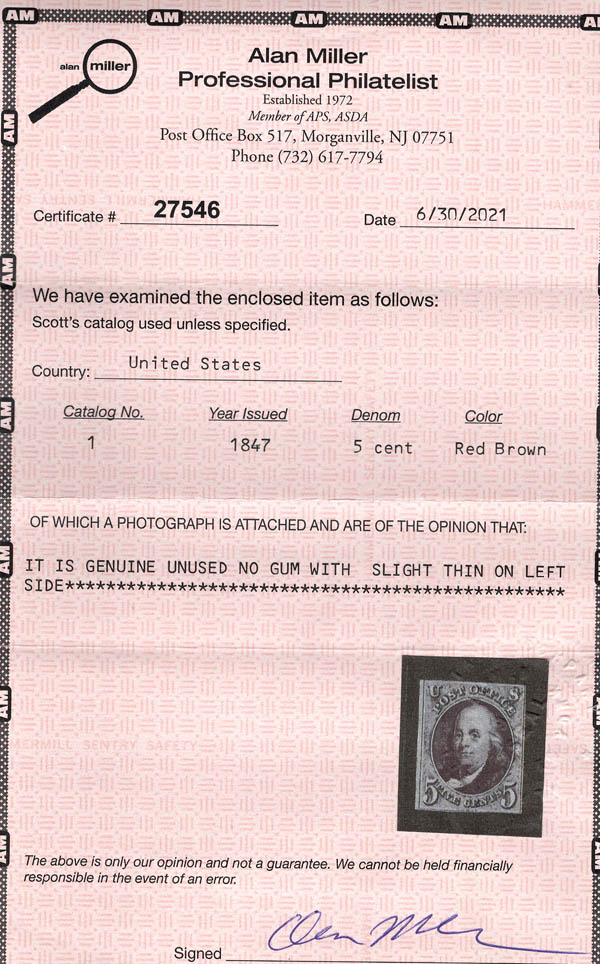 AM AM AM AM
alan miller
Alan Miller
Professional Philatelist
Established 1972
Member of APS, ASDA
Post Office Box 517, Morganville, NJ 07751
Phone (732) 617-7794
Certificate # 27546 Date 6/30/2021
We have examined the enclosed item as follows:
Scott's catalog used unless specified.
Country: United States
Catalog No. Year Issued Denom Color
1 1847 5 cent Red Brown
OF WHICH A PHOTOGRAPH IS ATTACHED AND ARE OF THE OPINION THAT:
IT IS GENUINE UNUSED NO GUM WITH SLIGHT THIN ON LEFT
SIDE************************************************
U S
POST OFFICE
5 FIVE CENTS 5
MERMILL SENTRY SAFETY
The above is only our opinion and not a guarantee. We cannot be held financially
responsible in the event of an error.
Signed